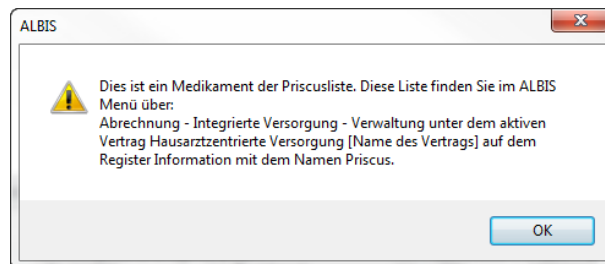 ALBIS
Dies ist ein Medikament der Priscusliste. Diese Liste finden Sie im ALBIS
Menü über:
Abrechnung - Integrierte Versorgung - Verwaltung unter dem aktiven
Vertrag Hausarztzentrierte Versorgung [Name des Vertrags] auf dem
Register Information mit dem Namen Priscus.
OK